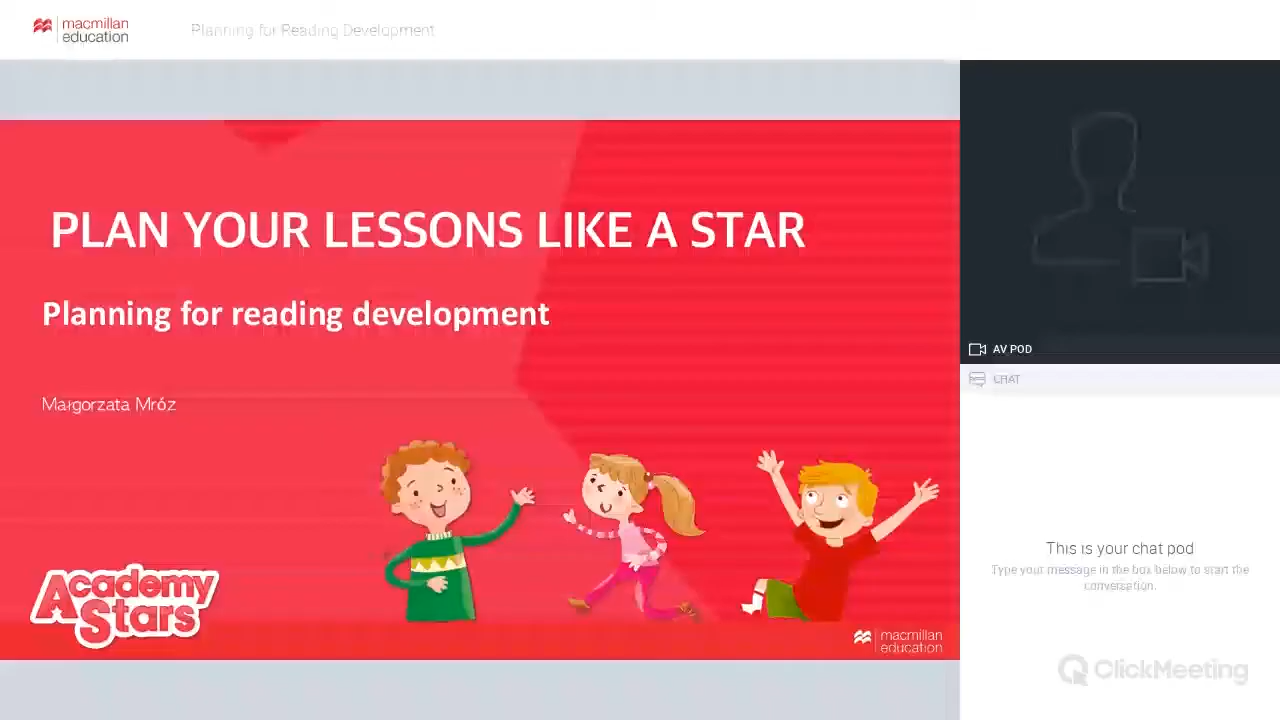 macmillan
education
Planning for Reading Development
PLAN YOUR LESSONS LIKE A STAR
Planning for reading development
Małgorzata Mróz
Academy
Stars
macmillan
education
AV POD
CHAT
This is your chat pod
Type your message in the box below to start the
conversation.
ClickMeeting